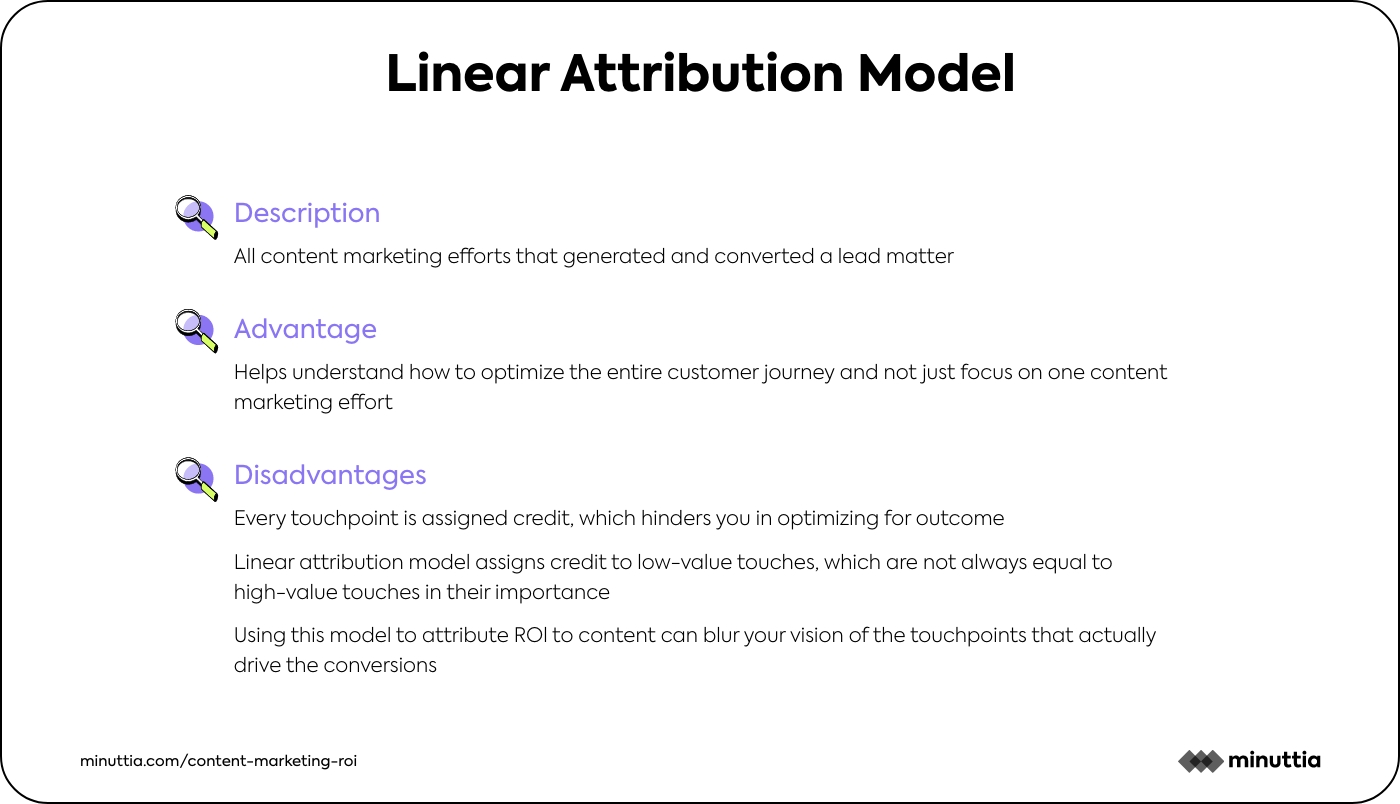 Linear Attribution Model
Description
All content marketing efforts that generated and converted a lead matter
Advantage
Helps understand how to optimize the entire customer journey and not just focus on one content
marketing effort
Disadvantages
Every touchpoint is assigned credit, which hinders you in optimizing for outcome
Linear attribution model assigns credit to low-value touches, which are not always equal to
high-value touches in their importance
Using this model to attribute ROI to content can blur your vision of the touchpoints that actually
drive the conversions
minuttia.com/content-marketing-roi
minuttia